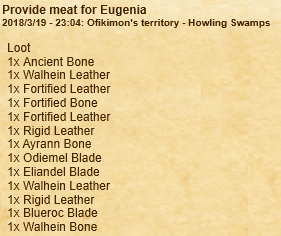 Provide meat for Eugenia
2018/3/19 - 23:04: Ofikimon's territory - Howling Swamps
Loot
1x Ancient Bone
1x Walhein Leather
1x Fortified Leather
1x Fortified Bone
1x Fortified Leather
1x Rigid Leather
1x Ayrann Bone
1x Odiemel Blade
1x Eliandel Blade
1x Walhein Leather
1x Rigid Leather
1x Blueroc Blade
1x Walhein Bone